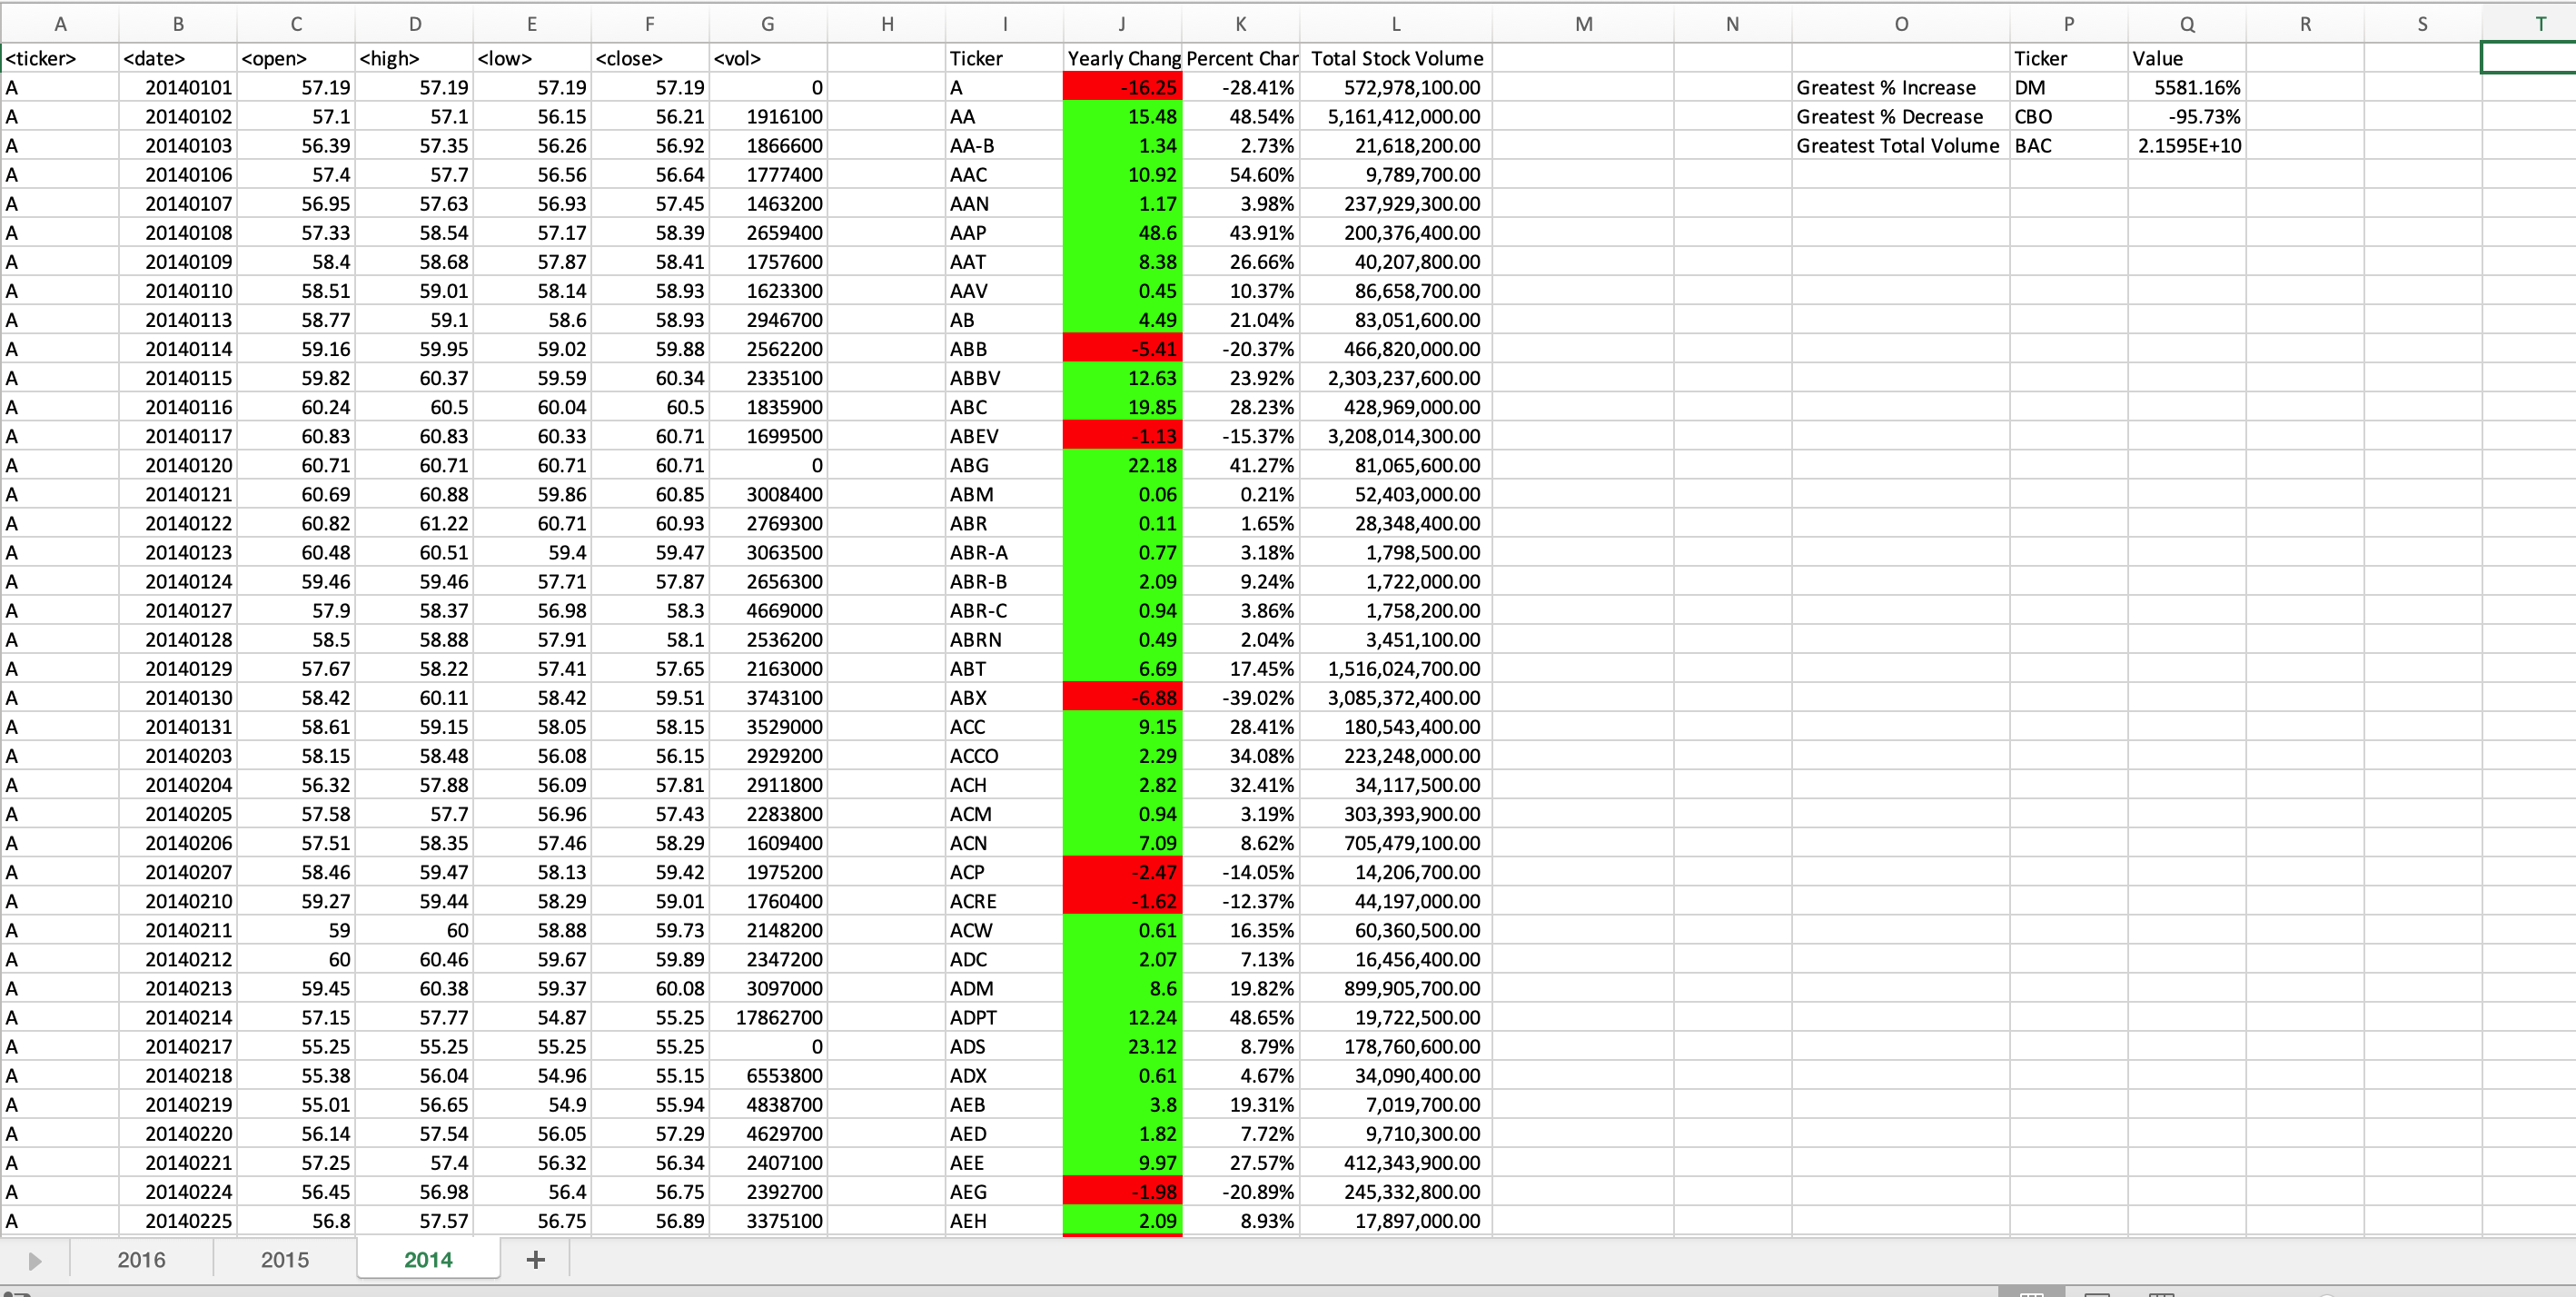 A B C D E F G H I J K L M N O P Q R S T
<ticker> <date> <open> <high> <low> <close> <vol> Ticker Yearly Chang Percent Char Total Stock Volume Ticker Value
A 20140101 57.19 57.19 57.19 57.19 0 A -16.25 -28.41% 572,978,100.00 Greatest % Increase DM 5581.16%
A 20140102 57.1 57.1 56.15 56.21 1916100 AA 15.48 48.54% 5,161,412,000.00 Greatest % Decrease CBO -95.73%
A 20140103 56.39 57.35 56.26 56.92 1866600 AA-B 1.34 2.73% 21,618,200.00 Greatest Total Volume BAC 2.1595E+10
A 20140106 57.4 57.7 56.56 56.64 1777400 AAC 10.92 54.60% 9,789,700.00
A 20140107 56.95 57.63 56.93 57.45 1463200 AAN 1.17 3.98% 237,929,300.00
A 20140108 57.33 58.54 57.17 58.39 2659400 AAP 48.6 43.91% 200,376,400.00
A 20140109 58.4 58.68 57.87 58.41 1757600 AAT 8.38 26.66% 40,207,800.00
A 20140110 58.51 59.01 58.14 58.93 1623300 AAV 0.45 10.37% 86,658,700.00
A 20140113 58.77 59.1 58.6 58.93 2946700 AB 4.49 21.04% 83,051,600.00
A 20140114 59.16 59.95 59.02 59.88 2562200 ABB -5.41 -20.37% 466,820,000.00
A 20140115 59.82 60.37 59.59 60.34 2335100 ABBV 12.63 23.92% 2,303,237,600.00
A 20140116 60.24 60.5 60.04 60.5 1835900 ABC 19.85 28.23% 428,969,000.00
A 20140117 60.83 60.83 60.33 60.71 1699500 ABEV -1.13 -15.37% 3,208,014,300.00
A 20140120 60.71 60.71 60.71 60.71 0 ABG 22.18 41.27% 81,065,600.00
A 20140121 60.69 60.88 59.86 60.85 3008400 ABM 0.06 0.21% 52,403,000.00
A 20140122 60.82 61.22 60.71 60.93 2769300 ABR 0.11 1.65% 28,348,400.00
A 20140123 60.48 60.51 59.4 59.47 3063500 ABR-A 0.77 3.18% 1,798,500.00
A 20140124 59.46 59.46 57.71 57.87 2656300 ABR-B 2.09 9.24% 1,722,000.00
A 20140127 57.9 58.37 56.98 58.3 4669000 ABR-C 0.94 3.86% 1,758,200.00
A 20140128 58.5 58.88 57.91 58.1 2536200 ABRN 0.49 2.04% 3,451,100.00
A 20140129 57.67 58.22 57.41 57.65 2163000 ABT 6.69 17.45% 1,516,024,700.00
A 20140130 58.42 60.11 58.42 59.51 3743100 ABX -6.88 -39.02% 3,085,372,400.00
A 20140131 58.61 59.15 58.05 58.15 3529000 ACC 9.15 28.41% 180,543,400.00
A 20140203 58.15 58.48 56.08 56.15 2929200 ACCO 2.29 34.08% 223,248,000.00
A 20140204 56.32 57.88 56.09 57.81 2911800 ACH 2.82 32.41% 34,117,500.00
A 20140205 57.58 57.7 56.96 57.43 2283800 ACM 0.94 3.19% 303,393,900.00
A 20140206 57.51 58.35 57.46 58.29 1609400 ACN 7.09 8.62% 705,479,100.00
A 20140207 58.46 59.47 58.13 59.42 1975200 ACP -2.47 -14.05% 14,206,700.00
A 20140210 59.27 59.44 58.29 59.01 1760400 ACRE -1.62 -12.37% 44,197,000.00
A 20140211 59 60 58.88 59.73 2148200 ACW 0.61 16.35% 60,360,500.00
A 20140212 60 60.46 59.67 59.89 2347200 ADC 2.07 7.13% 16,456,400.00
A 20140213 59.45 60.38 59.37 60.08 3097000 ADM 8.6 19.82% 899,905,700.00
A 20140214 57.15 57.77 54.87 55.25 17862700 ADPT 12.24 48.65% 19,722,500.00
A 20140217 55.25 55.25 55.25 55.25 0 ADS 23.12 8.79% 178,760,600.00
A 20140218 55.38 56.04 54.96 55.15 6553800 ADX 0.61 4.67% 34,090,400.00
A 20140219 55.01 56.65 54.9 55.94 4838700 AEB 3.8 19.31% 7,019,700.00
A 20140220 56.14 57.54 56.05 57.29 4629700 AED 1.82 7.72% 9,710,300.00
A 20140221 57.25 57.4 56.32 56.34 2407100 AEE 9.97 27.57% 412,343,900.00
A 20140224 56.45 56.98 56.4 56.75 2392700 AEG -1.98 -20.89% 245,332,800.00
A 20140225 56.8 57.57 56.75 56.89 3375100 AEH 2.09 8.93% 17,897,000.00
2016 2015 2014 +